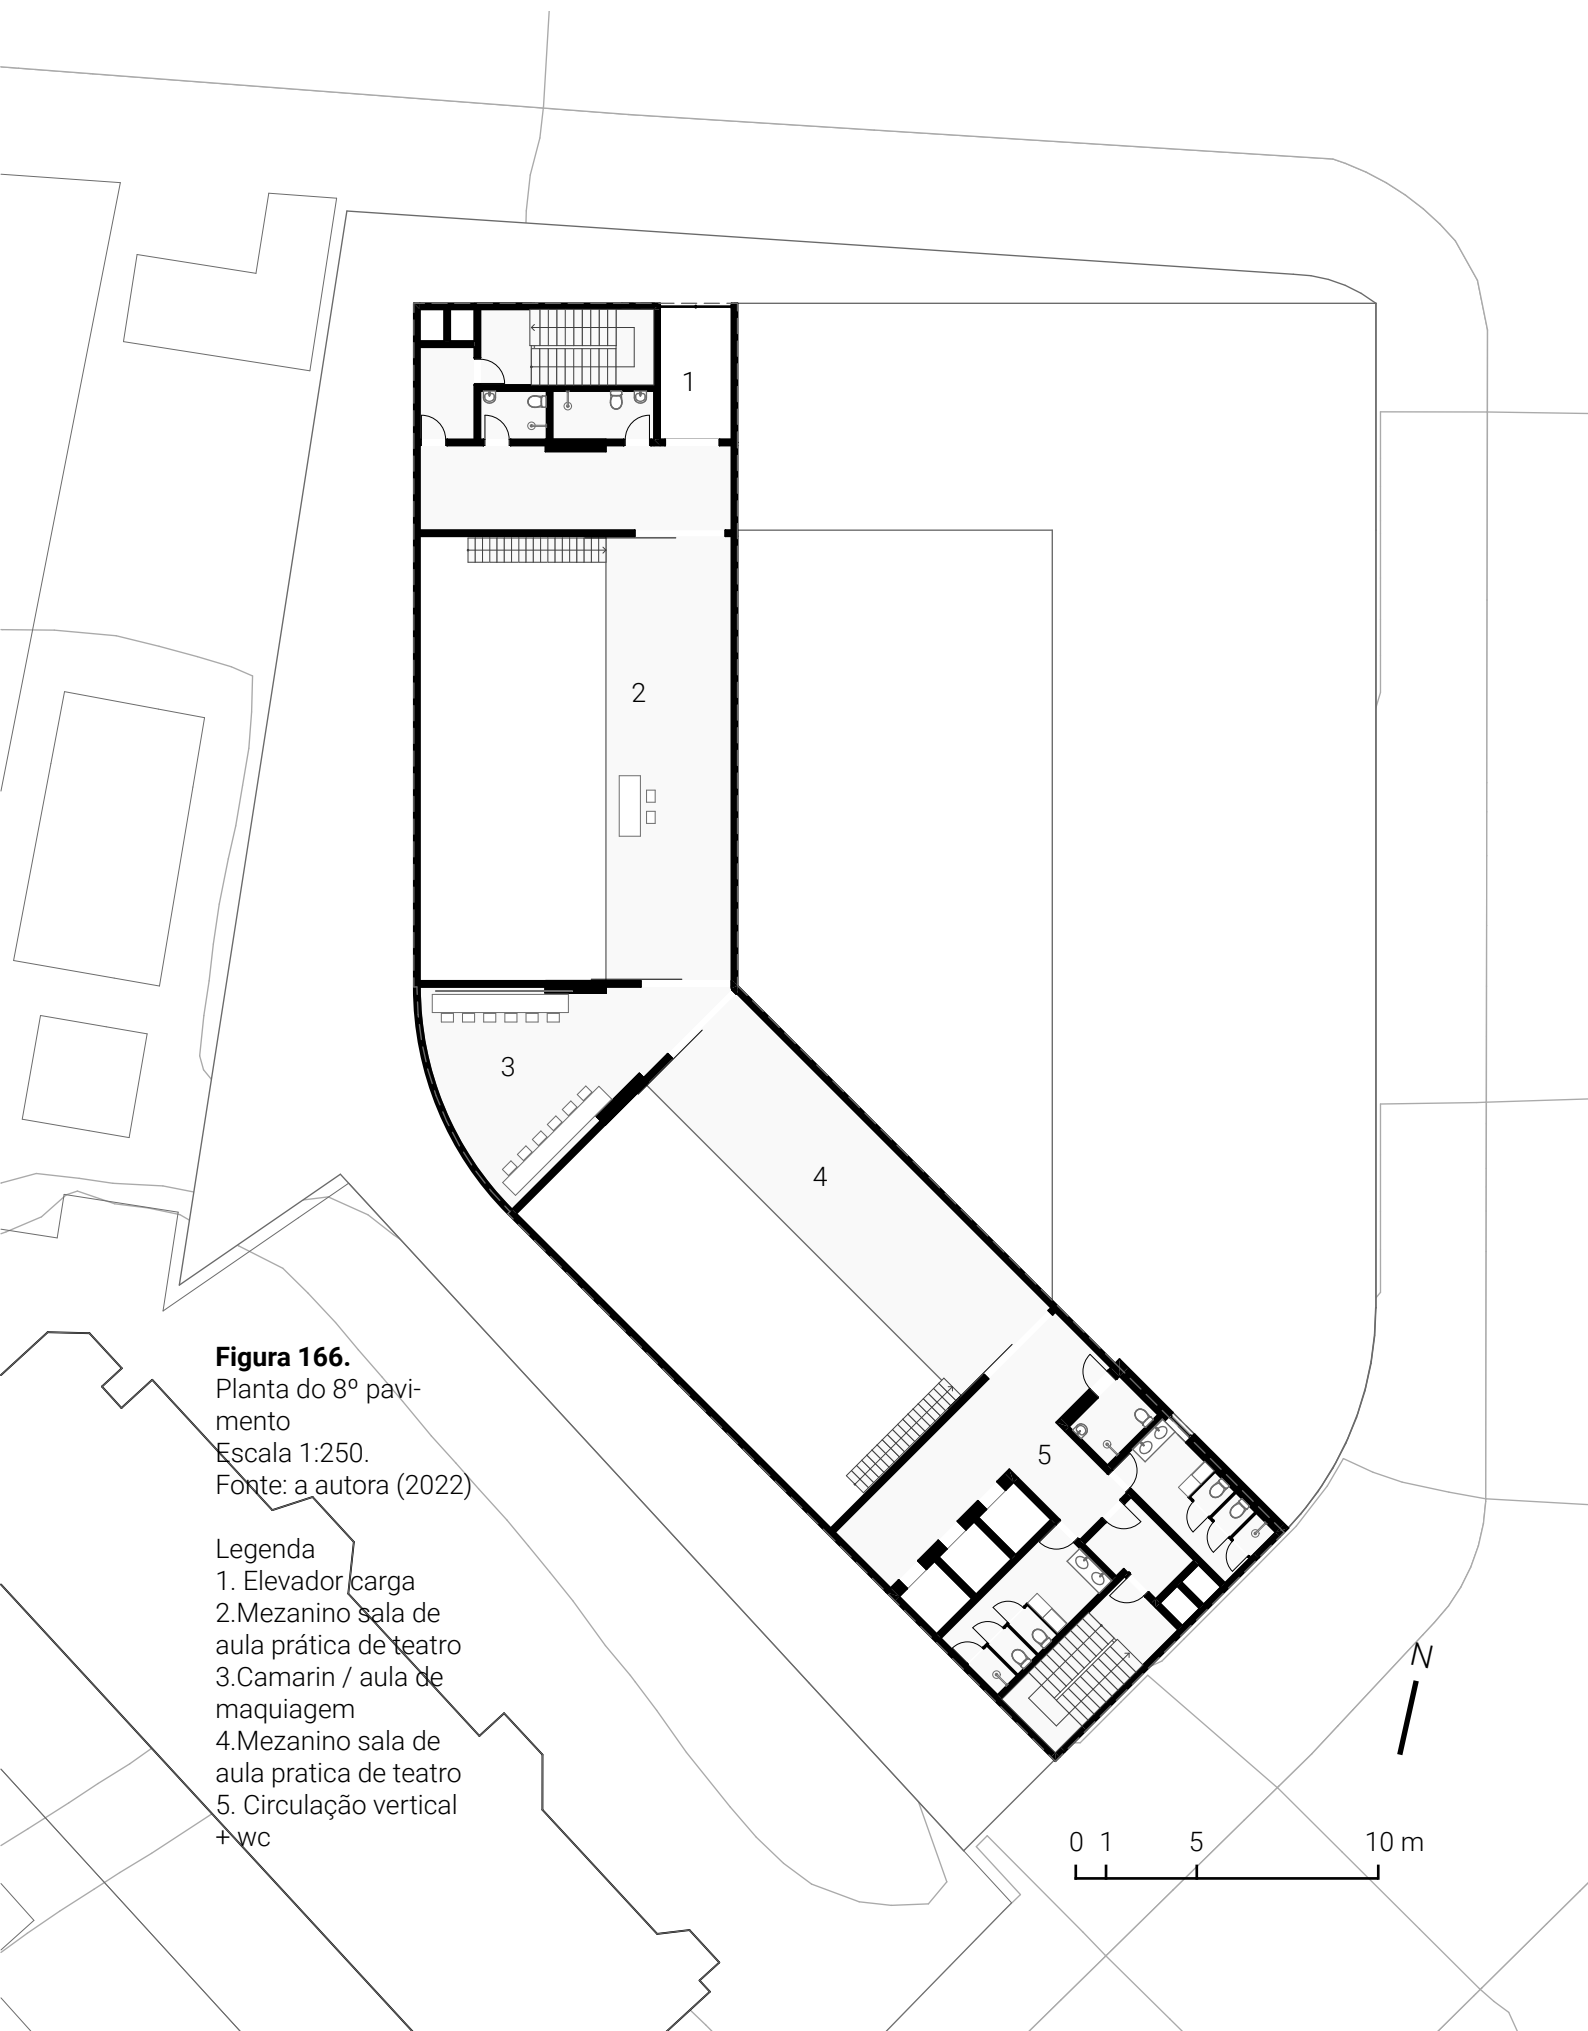 1
2
3
4
5
Figura 166.
Planta do 8º pavi-
mento
Escala 1:250.
Fonte: a autora (2022)
Legenda
1. Elevador carga
2.Mezanino sala de
aula prática de teatro
3.Camarin / aula de
maquiagem
4.Mezanino sala de
aula pratica de teatro
5. Circulação vertical
+ wc
N
0 1 5 10 m